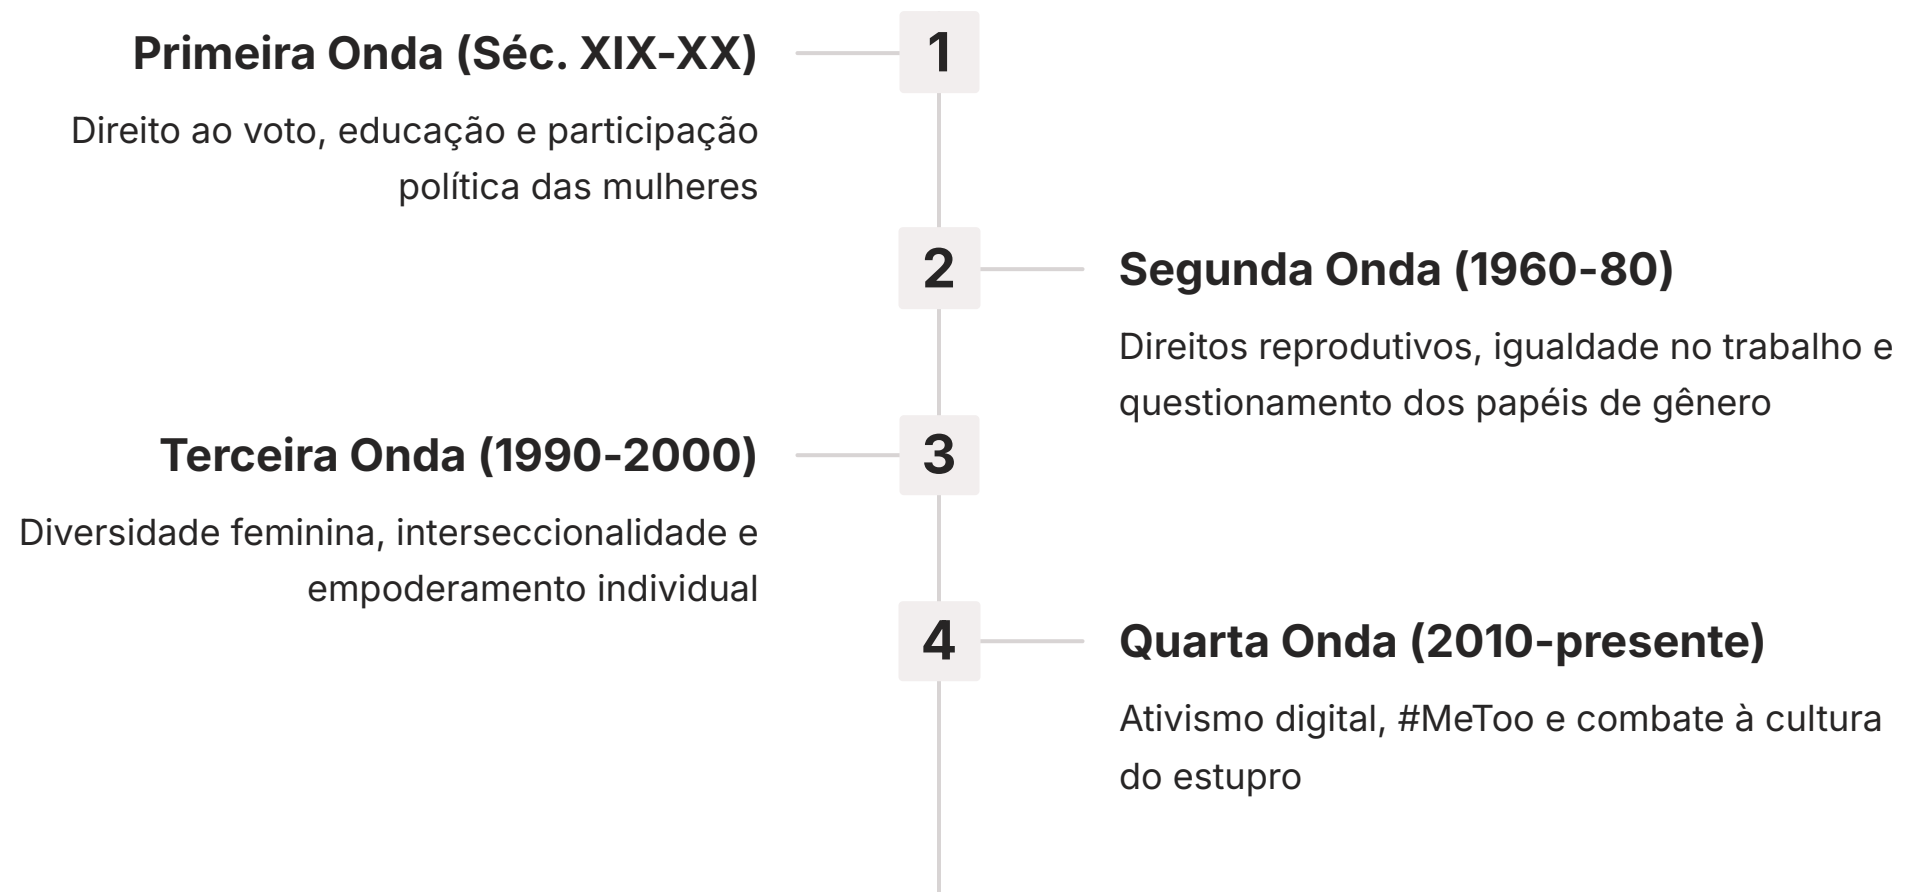 1
Primeira Onda (Séc. XIX-XX)
Direito ao voto, educação e participação
política das mulheres
2
Segunda Onda (1960-80)
Direitos reprodutivos, igualdade no trabalho e
questionamento dos papéis de gênero
3
Terceira Onda (1990-2000)
Diversidade feminina, interseccionalidade e
empoderamento individual
4
Quarta Onda (2010-presente)
Ativismo digital, #MeToo e combate à cultura
do estupro